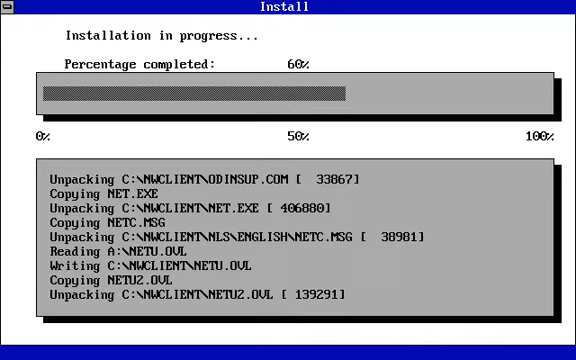 Install
Installation in progress...
Percentage completed: 60%
0% 50% 100%
Unpacking C:\NWCLIENT\ODINSUP.COM [  33867]
Copying NET.EXE
Unpacking C:\NWCLIENT\NET.EXE [ 406880]
Copying NETC.MSG
Unpacking C:\NWCLIENT\NLS\ENGLISH\NETC.MSG [  38981]
Reading A:\NETU.OVL
Writing C:\NWCLIENT\NETU.OVL
Copying NETU2.OVL
Unpacking C:\NWCLIENT\NETU2.OVL [ 139291]